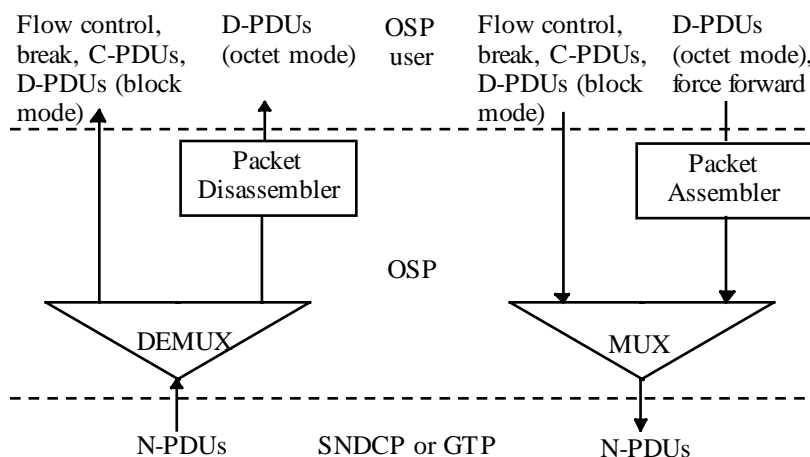 Flow control,
break, C-PDUs,
D-PDUs (block
mode)
D-PDUs
(octet mode)
OSP
user
Flow control,
break, C-PDUs,
D-PDUs (block
mode)
D-PDUs
(octet mode),
force forward
Packet
Disassembler
Packet
Assembler
OSP
DEMUX
MUX
N-PDUs
SNDCP or GTP
N-PDUs